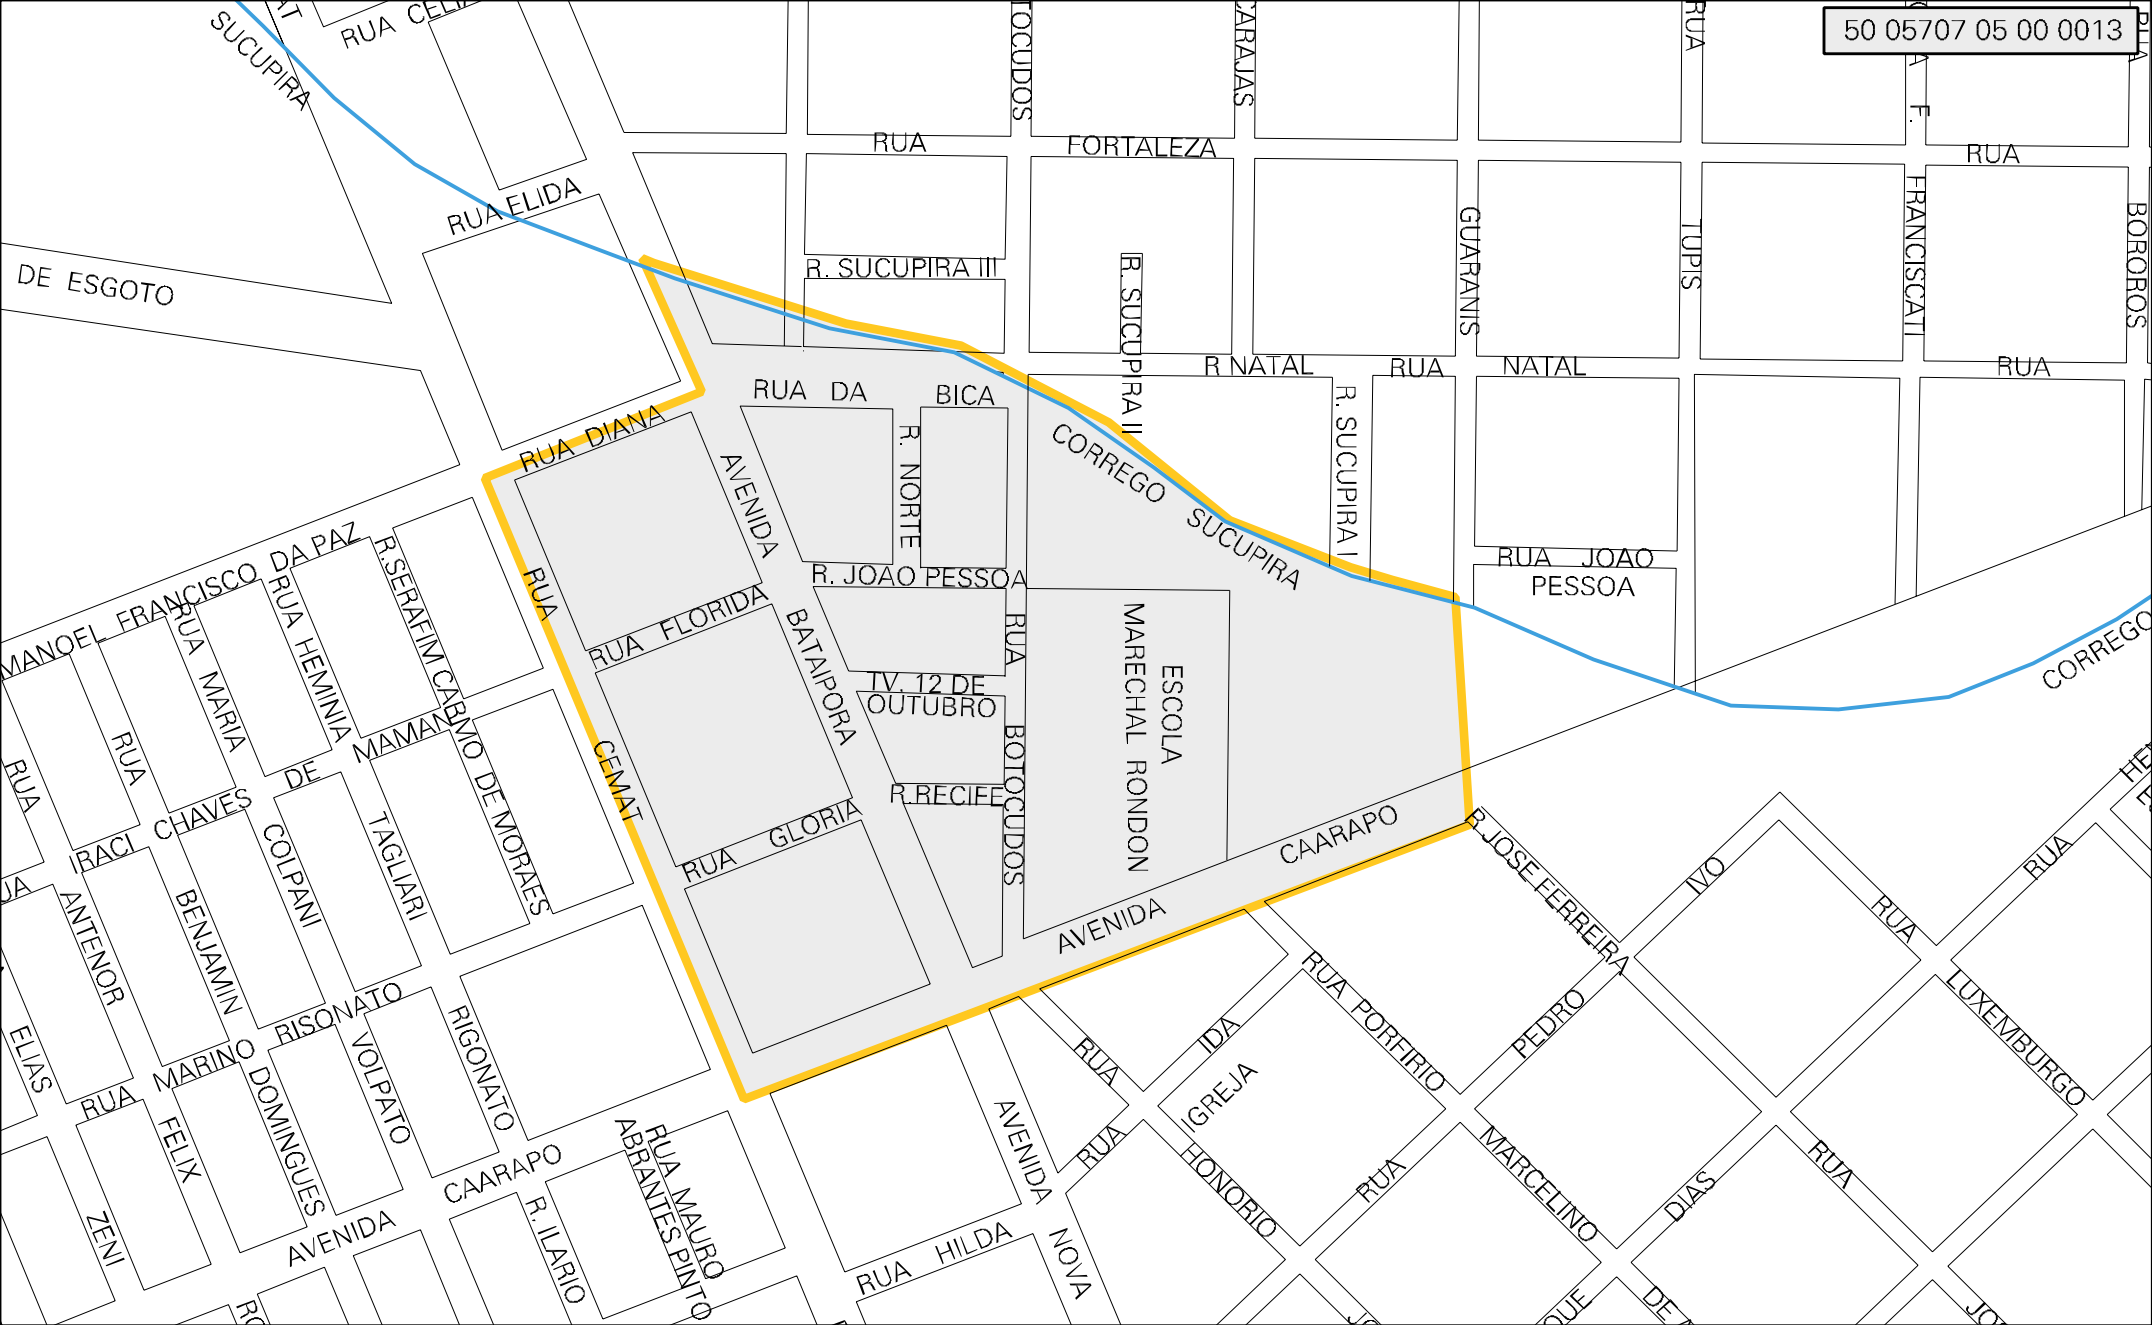 50 05707 05 00 0013
SUCUPIRA
RUA
TOCUDOS
CARAJAS
RUA
RUA FORTALEZA
RUA
RUA ELIDA
DE ESGOTO
R. SUCUPIRA III
R. SUCUPIRA II
GUARANIS
TUPIS
F.
FRANCISCATI
BOROROS
R NATAL
RUA NATAL
RUA
RUA DA BICA
R. NORTE
R. SUCUPIRA I
CORREGO SUCUPIRA
RUA DIANA
AVENIDA BATAIPORA
R. JOAO PESSOA
RUA JOAO
PESSOA
RUA FLORIDA
RUA CEMAT
RUA BOTOCUDOS
TV. 12 DE
OUTUBRO
R.RECIFE
ESCOLA
MARECHAL RONDON
RUA GLORIA
AVENIDA CAARAPO
CORREGO
MANOEL FRANCISCO DA PAZ
R.SERAFIM CARMO DE MORAES
RUA HEMINIA TAGLIARI
RUA MARIA COLPANI
RUA BENJAMIN
RUA ANTENOR
IRACI CHAVES DE MAMAN
RUA MARINO RISONATO
ELIAS
ZENI
FELIX
DOMINGUES
VOLPATO
RIGONATO
AVENIDA CAARAPO
R. ILARIO
RUA MAURO
ABRANTES PINTO
RUA HILDA
AVENIDA NOVA
RUA HONORIO
RUA IDA
IGREJA
RUA PORFIRIO
MARCELINO
R.JOSE FERREIRA
RUA PEDRO IVO
RUA LUXEMBURGO
RUA
DIAS
RUA